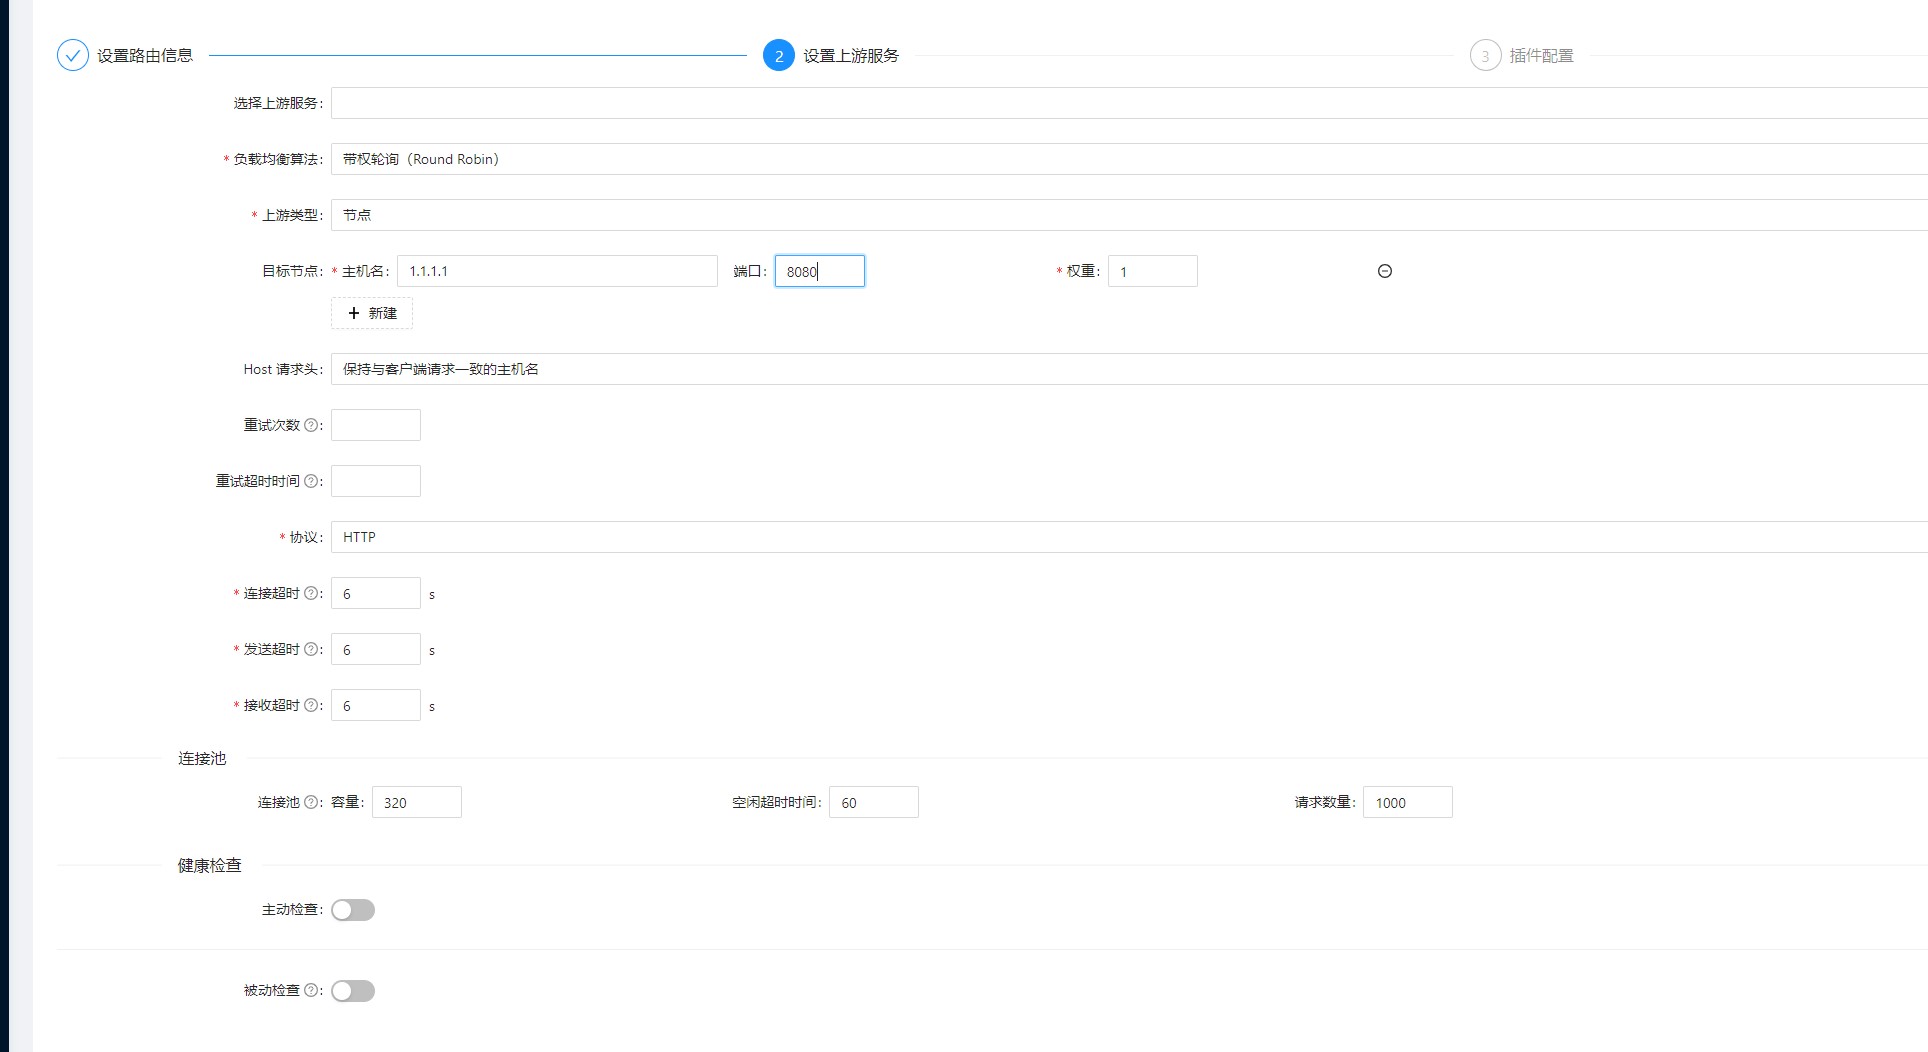 设置路由信息 2 设置上游服务 3 插件配置
选择上游服务:
* 负载均衡算法: 带权轮询（Round Robin）
* 上游类型: 节点
目标节点: * 主机名: 1.1.1.1 端口: 8080 * 权重: 1
+ 新建
Host 请求头: 保持与客户端请求一致的主机名
重试次数 ?:
重试超时时间 ?:
* 协议: HTTP
* 连接超时 ?: 6 s
* 发送超时 ?: 6 s
* 接收超时 ?: 6 s
连接池
连接池 ?: 容量: 320 空闲超时时间: 60 请求数量: 1000
健康检查
主动检查:
被动检查 ?: